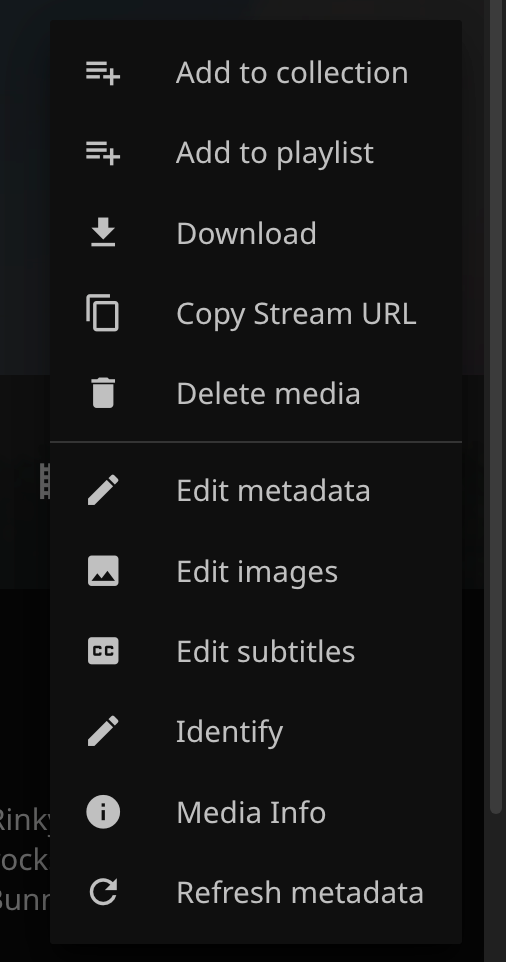 Add to collection
Add to playlist
Download
Copy Stream URL
Delete media
Edit metadata
Edit images
CC
Edit subtitles
Identify
Media Info
Refresh metadata